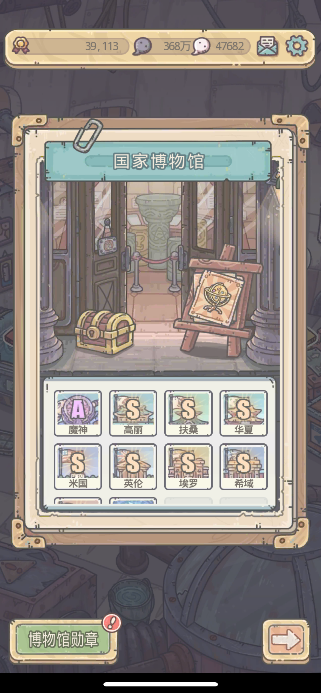 39,113 368万 47682
国家博物馆
A S S S
魔神 高丽 扶桑 华夏
S S S S
米国 英伦 埃罗 希域
博物馆勋章